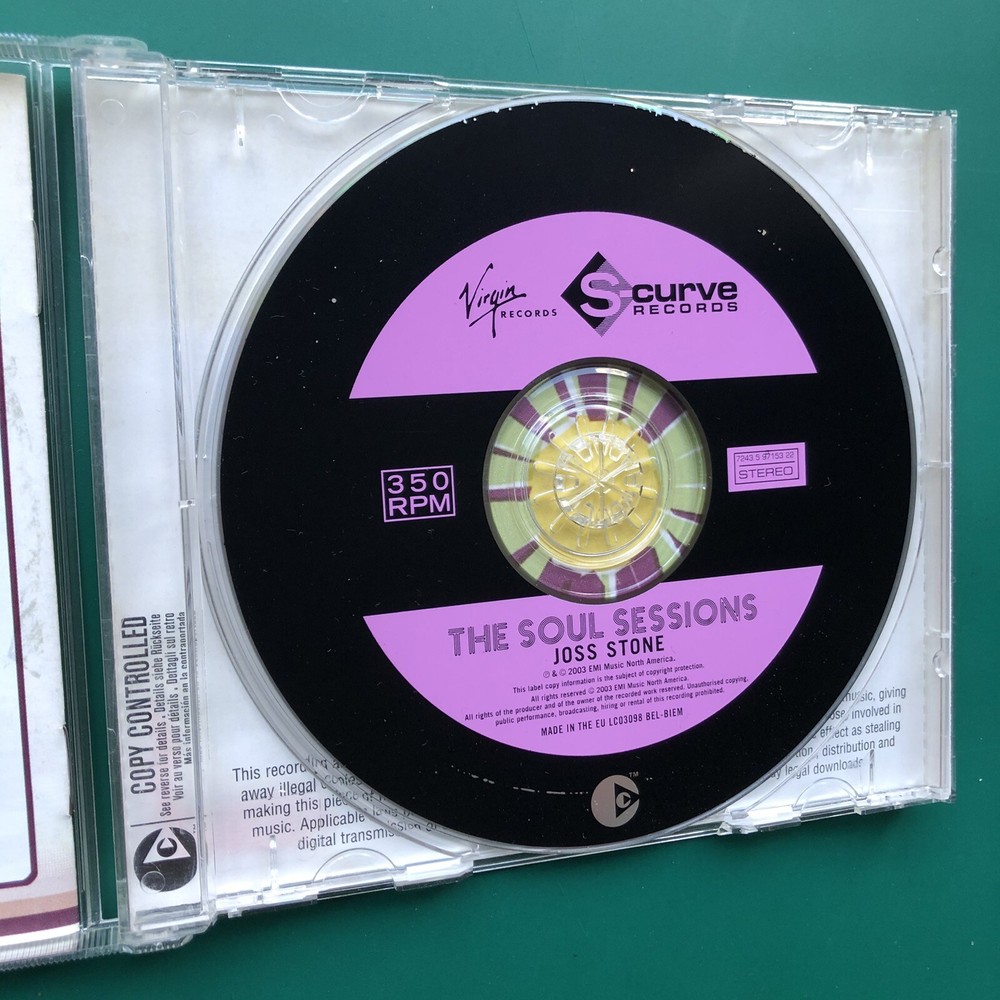 Virgin
RECORDS
S-curve
RECORDS
350
RPM
7243 5 97153 22
STEREO
THE SOUL SESSIONS
JOSS STONE
℗ & © 2003 EMI Music North America.
This label copy information is the subject of copyright protection.
All rights reserved © 2003 EMI Music North America.
All rights of the producer and of the owner of the recorded work reserved. Unauthorised copying,
public performance, broadcasting, hiring or rental of this recording prohibited.
MADE IN THE EU LC03098 BEL-BIEM
C
™
COPY CONTROLLED
See reverse for details • Details siehe Rückseite
Voir au verso pour détails • Dettagli sul retro
Más información en la contraportada
C
This
away illegal
making this
music. Applicable
digital
music, giving
involved in
effect as stealing
distribution and
legal